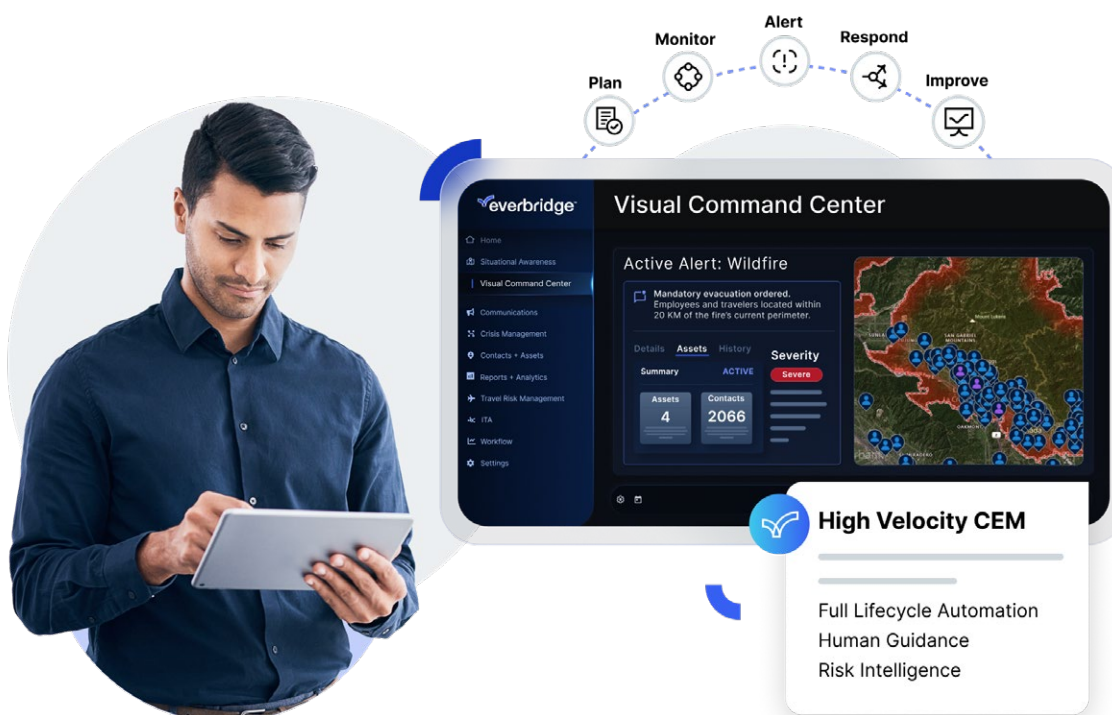 Plan
Monitor
Alert
Respond
Improve
everbridge
Home
Situational Awareness
Visual Command Center
Communications
Crisis Management
Contacts + Assets
Reports + Analytics
Travel Risk Management
ITA
Workflow
Settings
Visual Command Center
Active Alert: Wildfire
Mandatory evacuation ordered.
Employees and travelers located within
20 KM of the fire's current perimeter.
Details Assets History
Summary ACTIVE
Assets
4
Contacts
2066
Severity
Severe
SAN GABRIEL
MOUNTAINS
High Velocity CEM
Full Lifecycle Automation
Human Guidance
Risk Intelligence